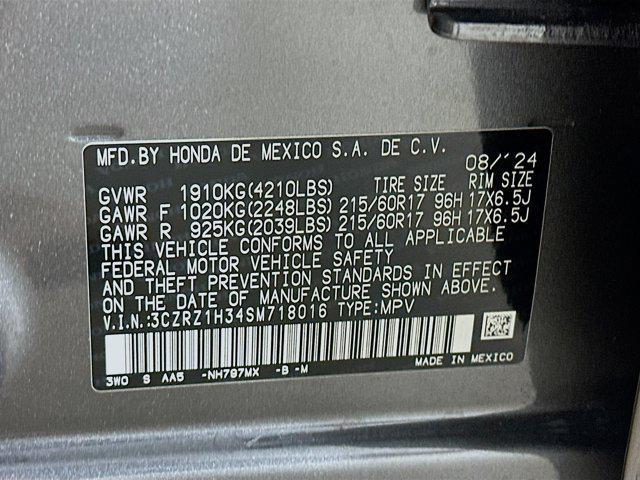 MFD.BY HONDA DE MEXICO S.A. DE C.V. 08/'24
GVWR 1910KG(4210LBS) TIRE SIZE RIM SIZE
GAWR F 1020KG(2248LBS) 215/60R17 96H 17X6.5J
GAWR R 925KG(2039LBS) 215/60R17 96H 17X6.5J
THIS VEHICLE CONFORMS TO ALL APPLICABLE
FEDERAL MOTOR VEHICLE SAFETY
AND THEFT PREVENTION STANDARDS IN EFFECT
ON THE DATE OF MANUFACTURE SHOWN ABOVE.
V.I.N.:3CZRZ1H34SM718016 TYPE:MPV
3WO S AA5 -NH797MX -B -M MADE IN MEXICO